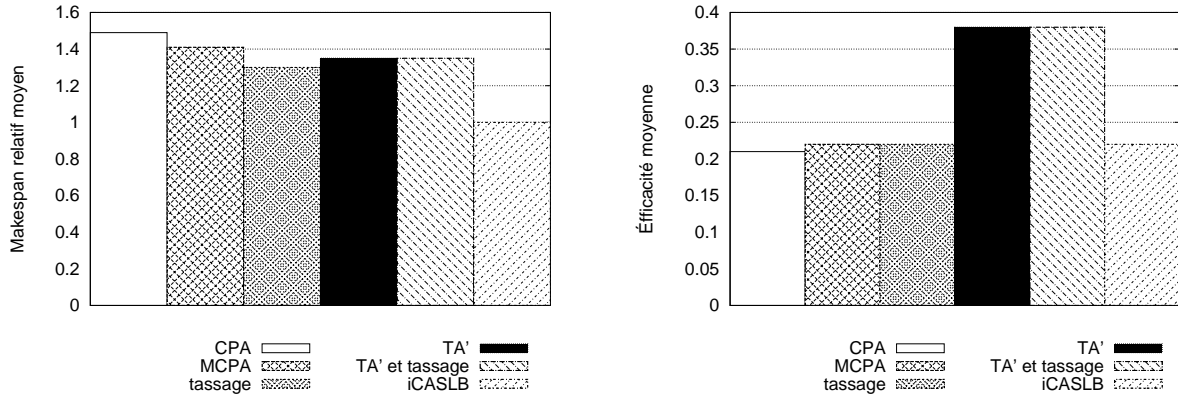 1.6
1.4
1.2
1
0.8
0.6
0.4
0.2
0
Makespan relatif moyen
CPA
MCPA
tassage
TA'
TA' et tassage
iCASLB
0.4
0.35
0.3
0.25
0.2
0.15
0.1
0.05
0
Éfficacité moyenne
CPA
MCPA
tassage
TA'
TA' et tassage
iCASLB